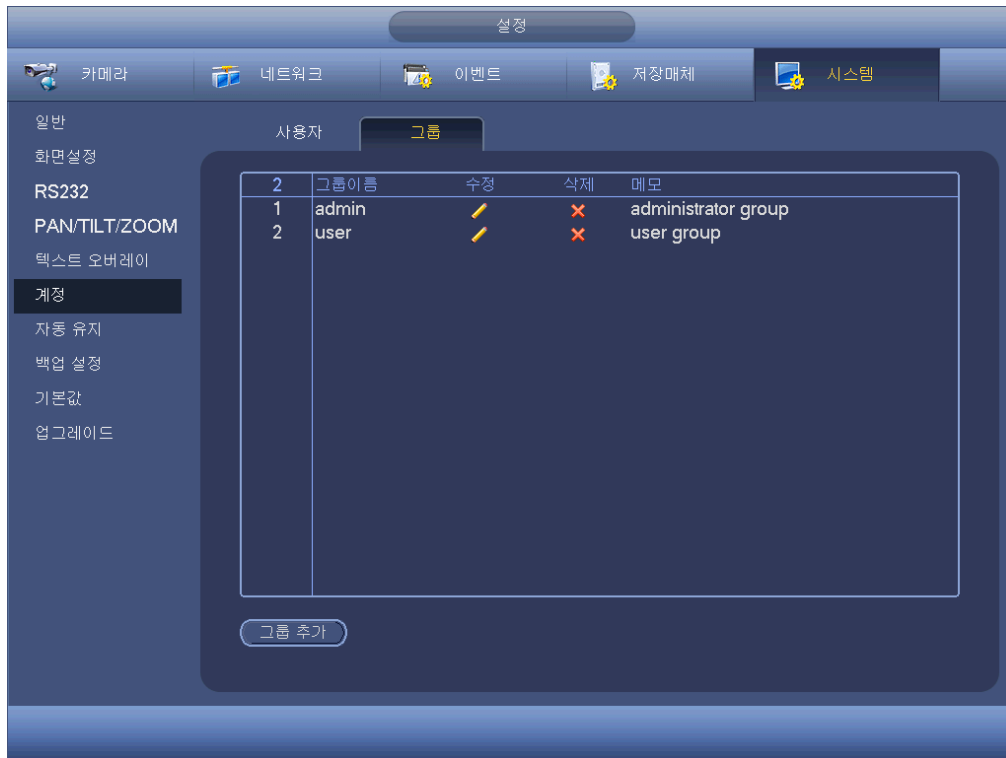 설정
카메라 네트워크 이벤트 저장매체 시스템
일반
화면설정
RS232
PAN/TILT/ZOOM
텍스트 오버레이
계정
자동 유지
백업 설정
기본값
업그레이드
사용자 그룹
2 그룹이름 수정 삭제 메모
1 admin administrator group
2 user user group
그룹 추가